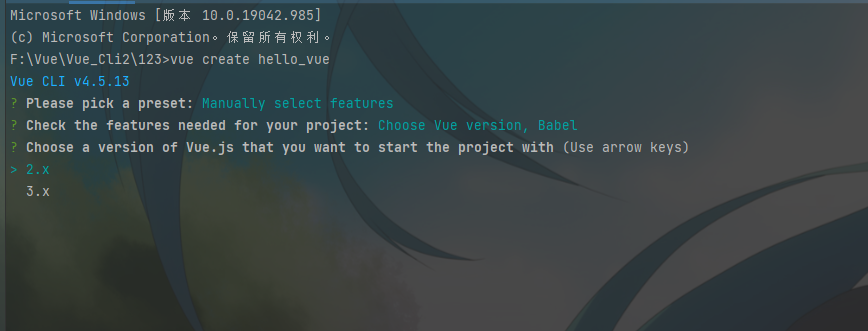 Microsoft Windows [版本 10.0.19042.985]
(c) Microsoft Corporation。保留所有权利。
F:\Vue\Vue_Cli2\123>vue create hello_vue
Vue CLI v4.5.13
? Please pick a preset: Manually select features
? Check the features needed for your project: Choose Vue version, Babel
? Choose a version of Vue.js that you want to start the project with (Use arrow keys)
> 2.x
3.x